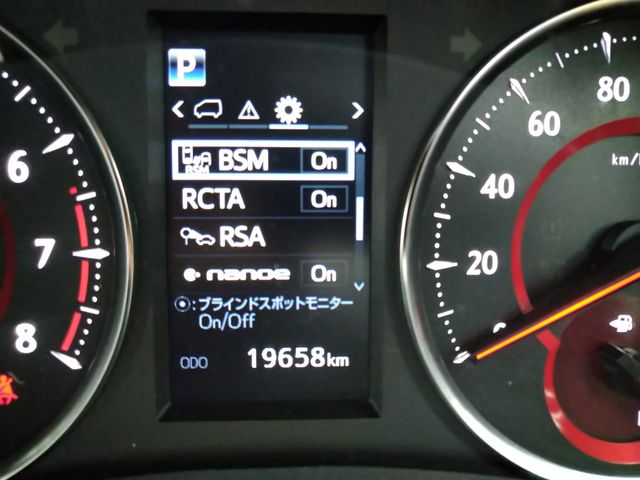 P
BSM
BSM On
RCTA On
RSA
nanoe On
:ブラインドスポットモニター
On/Off
ODO 19658km
6
7
8
80
60
km/
40
20